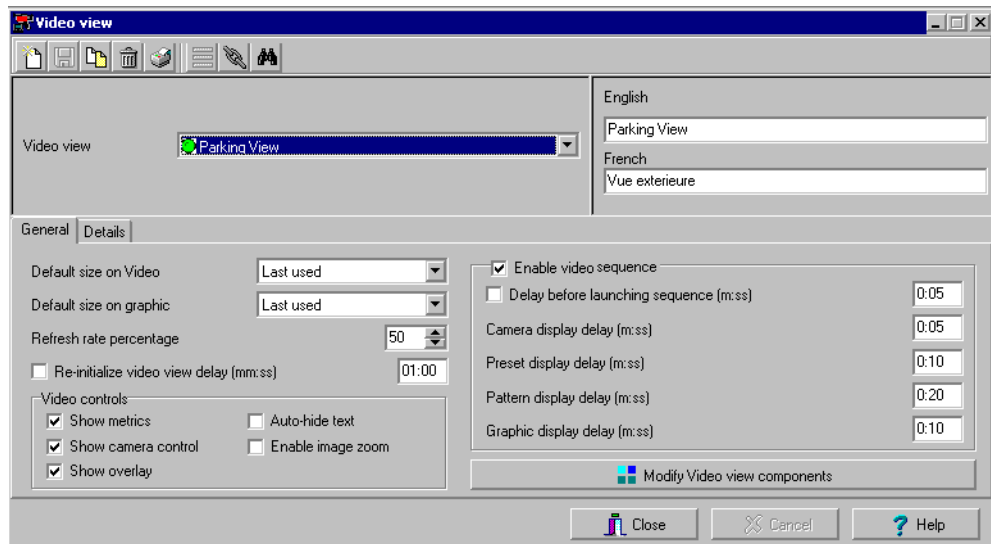 Video view
English
Parking View
Video view
Parking View
French
Vue exterieure
General
Details
Default size on Video
Last used
Default size on graphic
Last used
Refresh rate percentage
50
Re-initialize video view delay (mm:ss)
01:00
Video controls
Show metrics
Auto-hide text
Show camera control
Enable image zoom
Show overlay
Enable video sequence
Delay before launching sequence (m:ss)
0:05
Camera display delay (m:ss)
0:05
Preset display delay (m:ss)
0:10
Pattern display delay (m:ss)
0:20
Graphic display delay (m:ss)
0:10
Modify Video view components
Close
Cancel
Help